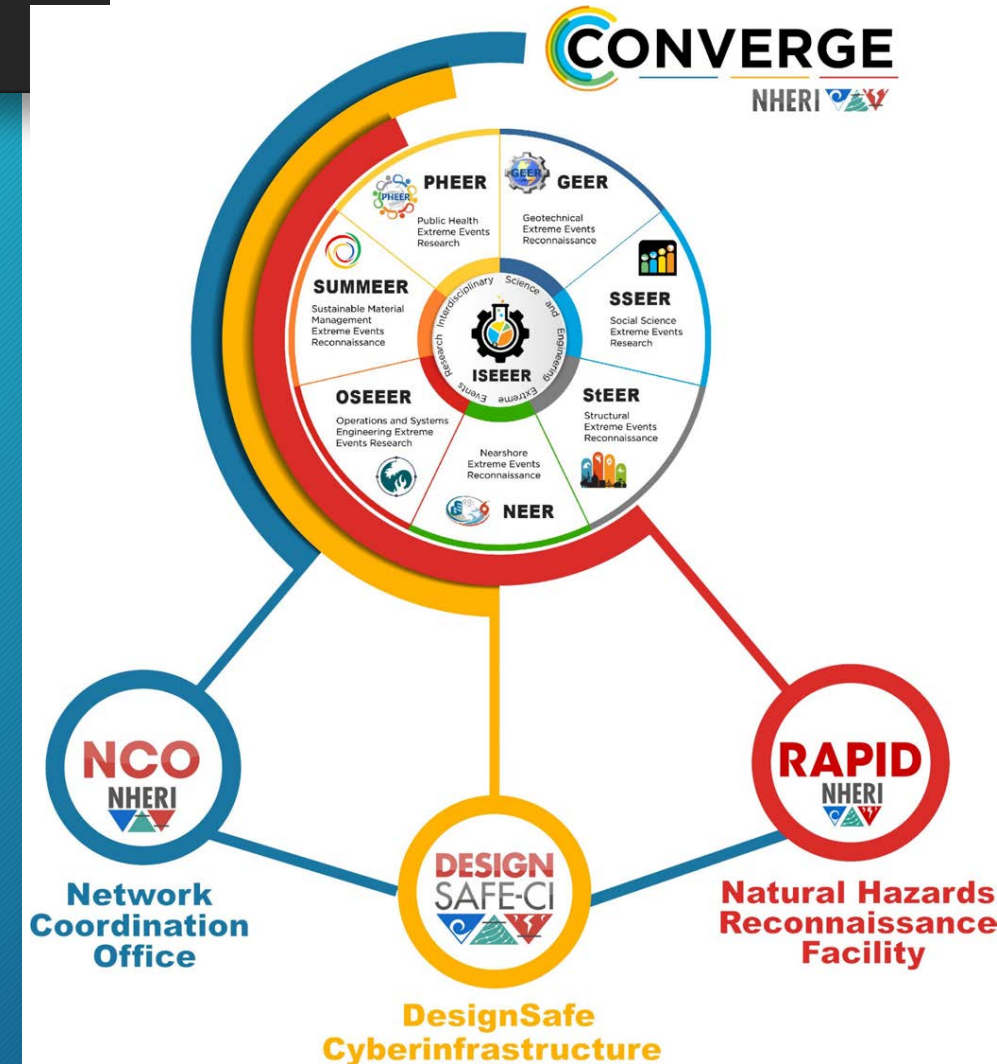 CONVERGE
NHERI
PHEER
PHEER
Public Health
Extreme Events
Research
GEER
GEER
Geotechnical
Extreme Events
Reconnaissance
SUMMEER
Sustainable Material
Management
Extreme Events
Reconnaissance
SSEER
Social Science
Extreme Events
Research
Interdisciplinary Science and Engineering Extreme Events Research
ISEEER
OSEEER
Operations and Systems
Engineering Extreme
Events Research
StEER
Structural
Extreme Events
Reconnaissance
Nearshore
Extreme Events
Reconnaissance
NEER
NCO
NHERI
Network
Coordination
Office
DESIGN
SAFE-CI
DesignSafe
Cyberinfrastructure
RAPID
NHERI
Natural Hazards
Reconnaissance
Facility